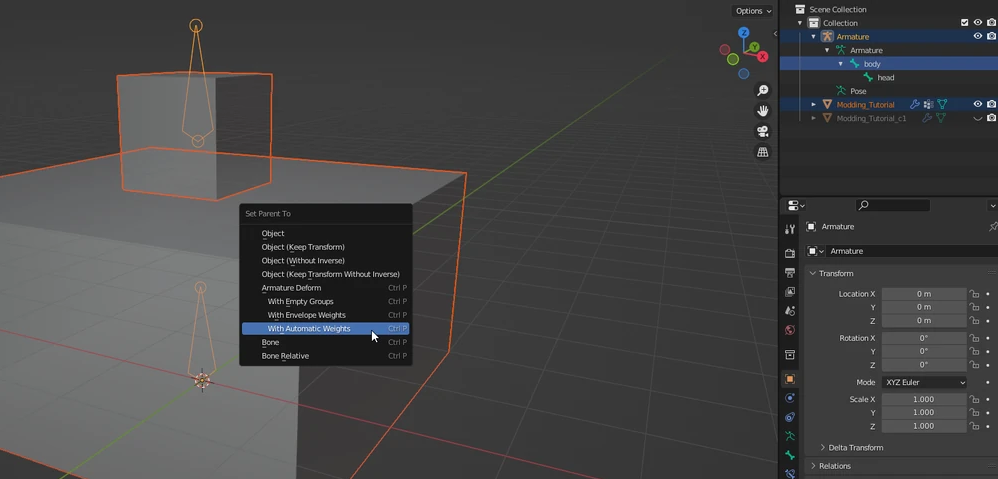 Options
Z
Y
X
Set Parent To
Object
Object (Keep Transform)
Object (Without Inverse)
Object (Keep Transform Without Inverse)
Armature Deform Ctrl P
With Empty Groups Ctrl P
With Envelope Weights Ctrl P
With Automatic Weights Ctrl P
Bone Ctrl P
Bone Relative Ctrl P
Scene Collection
Collection
Armature
Armature
body
head
Pose
Modding_Tutorial
Modding_Tutorial_c1
Armature
Armature
Transform
Location X 0 m
Y 0 m
Z 0 m
Rotation X 0°
Y 0°
Z 0°
Mode XYZ Euler
Scale X 1.000
Y 1.000
Z 1.000
Delta Transform
Relations